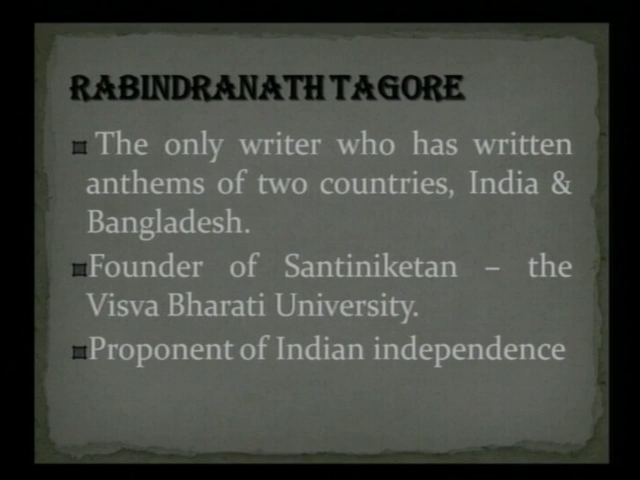 RABINDRANATH TAGORE
The only writer who has written
anthems of two countries, India &
Bangladesh.
Founder of Santiniketan – the
Visva Bharati University.
Proponent of Indian independence